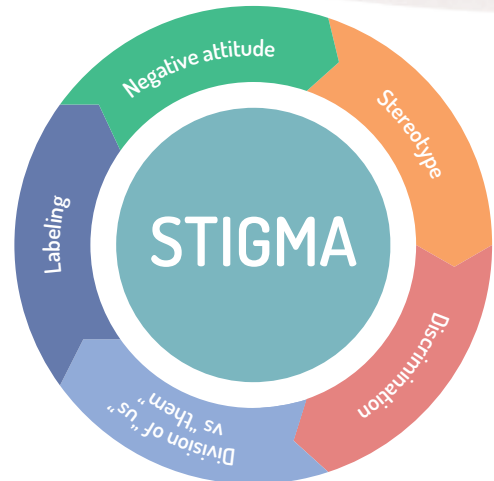 Negative attitude
Stereotype
Discrimination
Division of "us"
vs "them"
Labeling
STIGMA